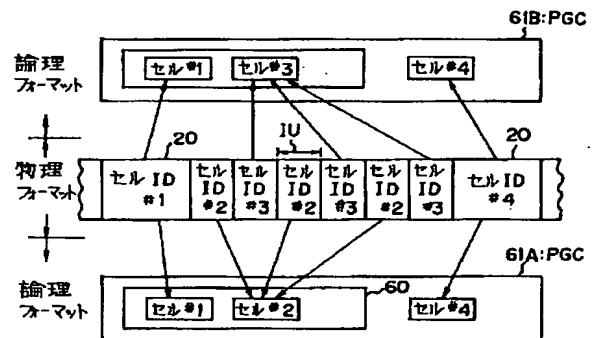 61B:PGC
論理
フォーマット
セル#1
セル#3
セル#4
20
IU
20
物理
フォーマット
セル ID
#1
セル
ID
#2
セル
ID
#3
セル
ID
#2
セル
ID
#3
セル
ID
#2
セル
ID
#3
セル ID
#4
61A:PGC
論理
フォーマット
60
セル#1
セル#2
セル#4